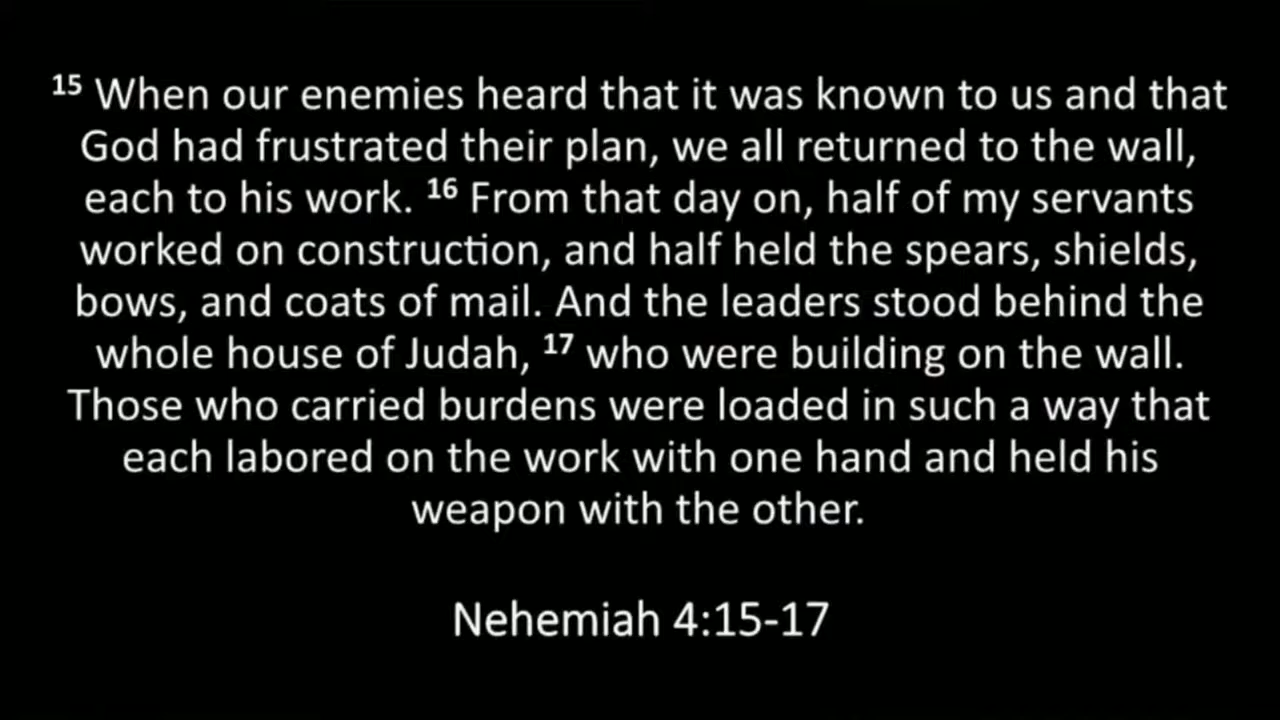 15 When our enemies heard that it was known to us and that
God had frustrated their plan, we all returned to the wall,
each to his work. 16 From that day on, half of my servants
worked on construction, and half held the spears, shields,
bows, and coats of mail. And the leaders stood behind the
whole house of Judah, 17 who were building on the wall.
Those who carried burdens were loaded in such a way that
each labored on the work with one hand and held his
weapon with the other.
Nehemiah 4:15-17